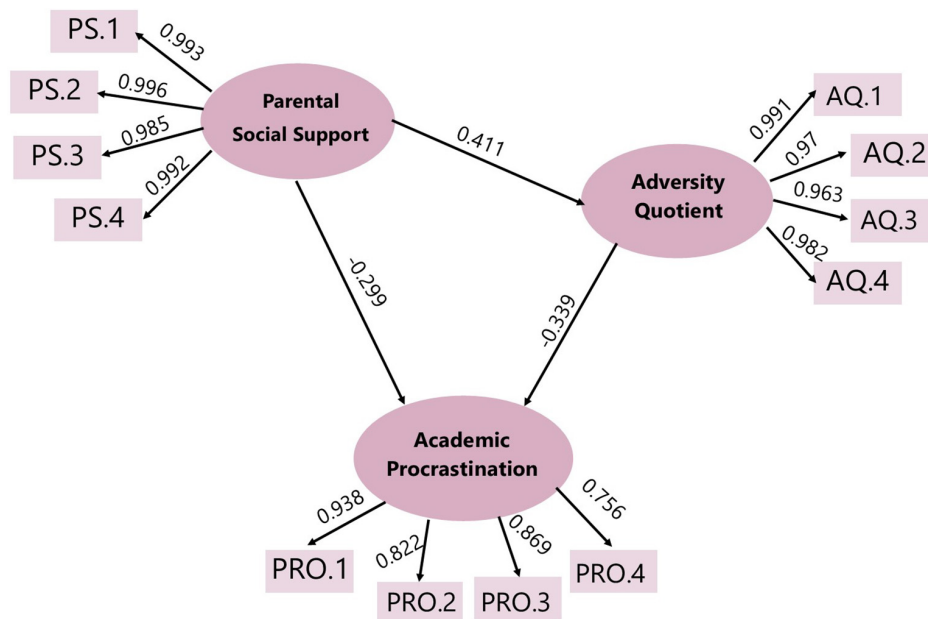 PS.1
0.993
PS.2
0.996
PS.3
0.985
PS.4
0.992
Parental
Social Support
0.411
Adversity
Quotient
0.991
AQ.1
0.97
AQ.2
0.963
AQ.3
0.982
AQ.4
-0.299
-0.339
Academic
Procrastination
0.938
PRO.1
0.822
PRO.2
0.869
PRO.3
0.756
PRO.4